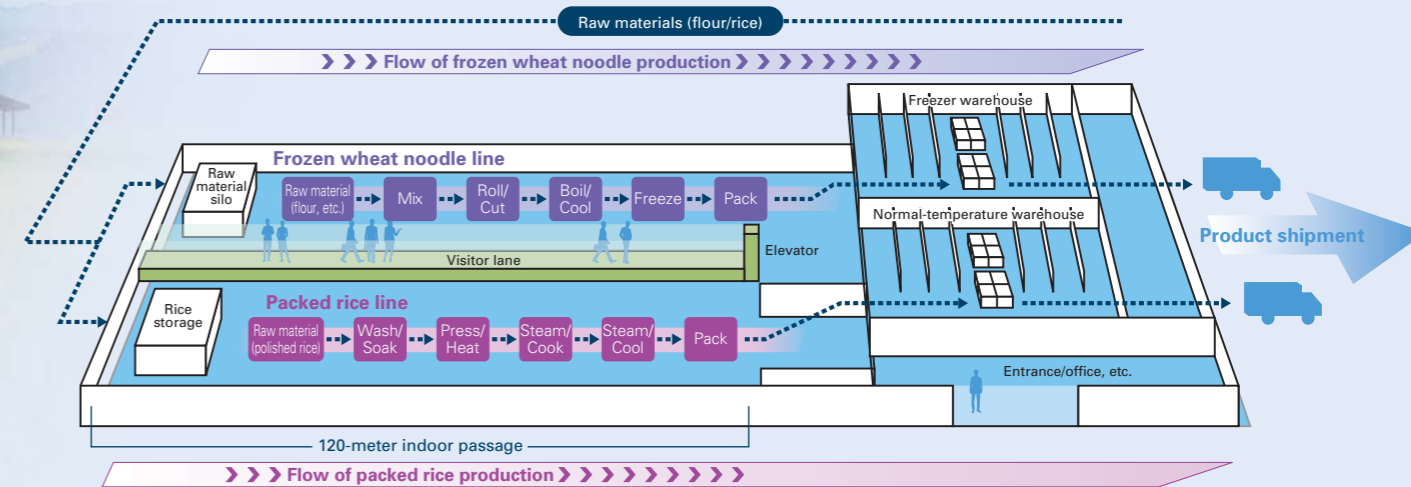 Raw materials (flour/rice)
Flow of frozen wheat noodle production
Freezer warehouse
Frozen wheat noodle line
Raw
material
silo
Raw material
(flour, etc.)
Mix
Roll/
Cut
Boil/
Cool
Freeze
Pack
Normal-temperature warehouse
Product shipment
Elevator
Visitor lane
Packed rice line
Rice
storage
Raw material
(polished rice)
Wash/
Soak
Press/
Heat
Steam/
Cook
Steam/
Cool
Pack
Entrance/office, etc.
120-meter indoor passage
Flow of packed rice production